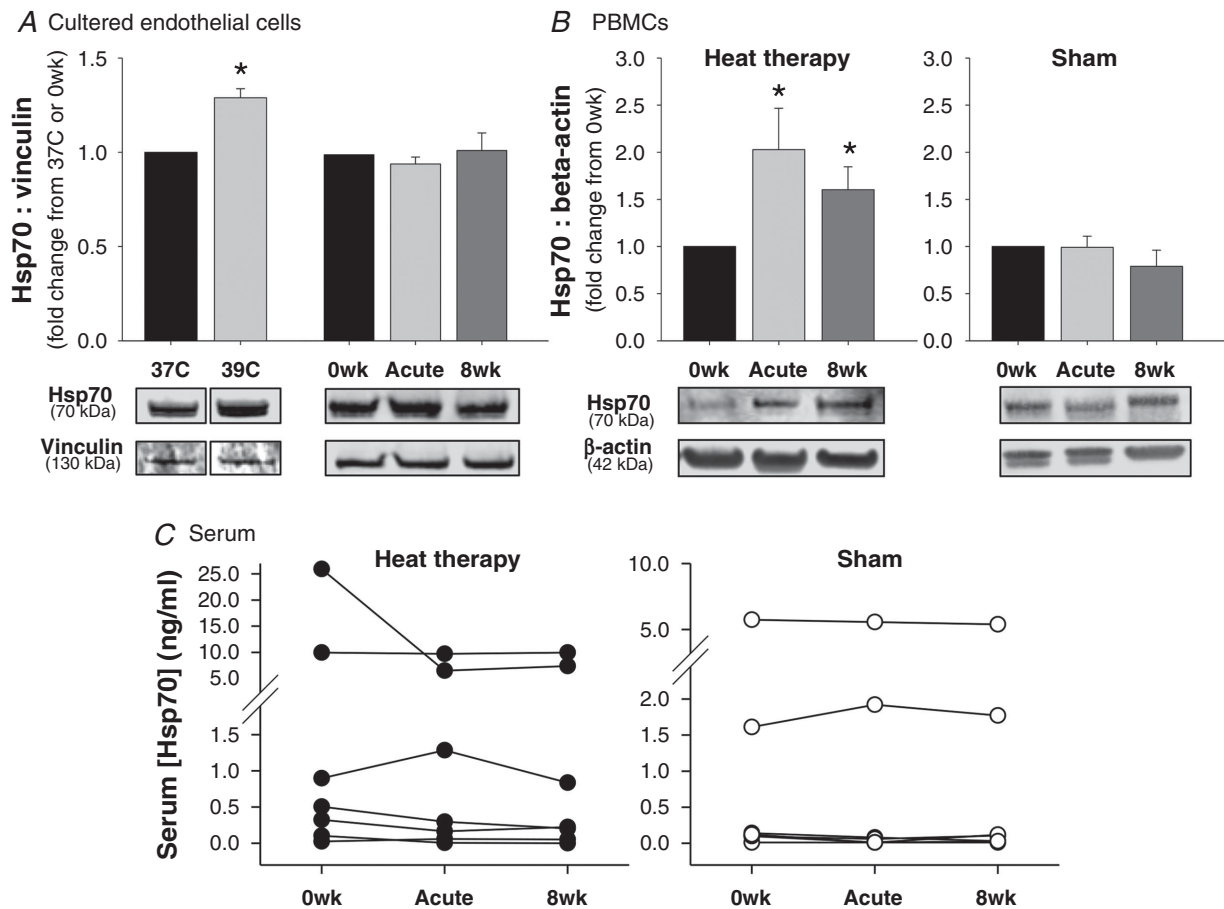 A Cultured endothelial cells
Hsp70 : vinculin
(fold change from 37C or 0wk)
1.5
1.0
0.5
0.0
*
37C 39C 0wk Acute 8wk
Hsp70
(70 kDa)
Vinculin
(130 kDa)
B PBMCs
Hsp70 : beta-actin
(fold change from 0wk)
Heat therapy
3.0
2.5
2.0
1.5
1.0
0.5
0.0
*
*
0wk Acute 8wk
Sham
3.0
2.5
2.0
1.5
1.0
0.5
0.0
0wk Acute 8wk
Hsp70
(70 kDa)
β-actin
(42 kDa)
C Serum
Serum [Hsp70] (ng/ml)
Heat therapy
25.0
20.0
15.0
10.0
5.0
1.5
1.0
0.5
0.0
0wk Acute 8wk
Sham
10.0
5.0
2.0
1.5
1.0
0.5
0.0
0wk Acute 8wk